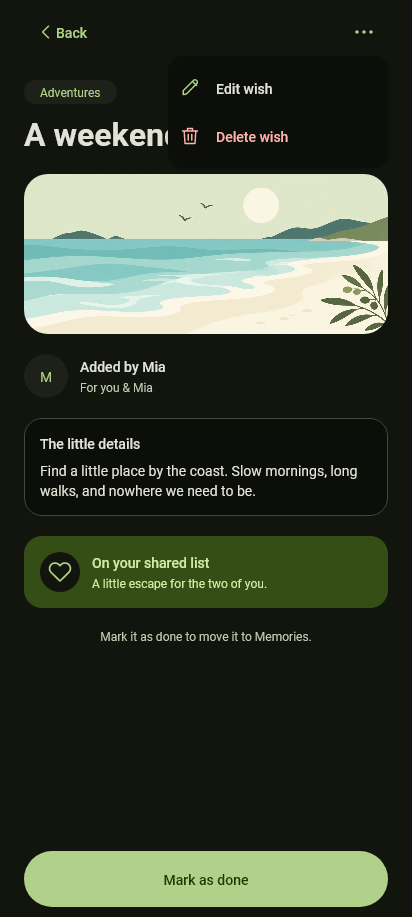 Back
Edit wish
Delete wish
Adventures
A weekend
Added by Mia
M
For you & Mia
The little details
Find a little place by the coast. Slow mornings, long
walks, and nowhere we need to be.
On your shared list
A little escape for the two of you.
Mark it as done to move it to Memories.
Mark as done